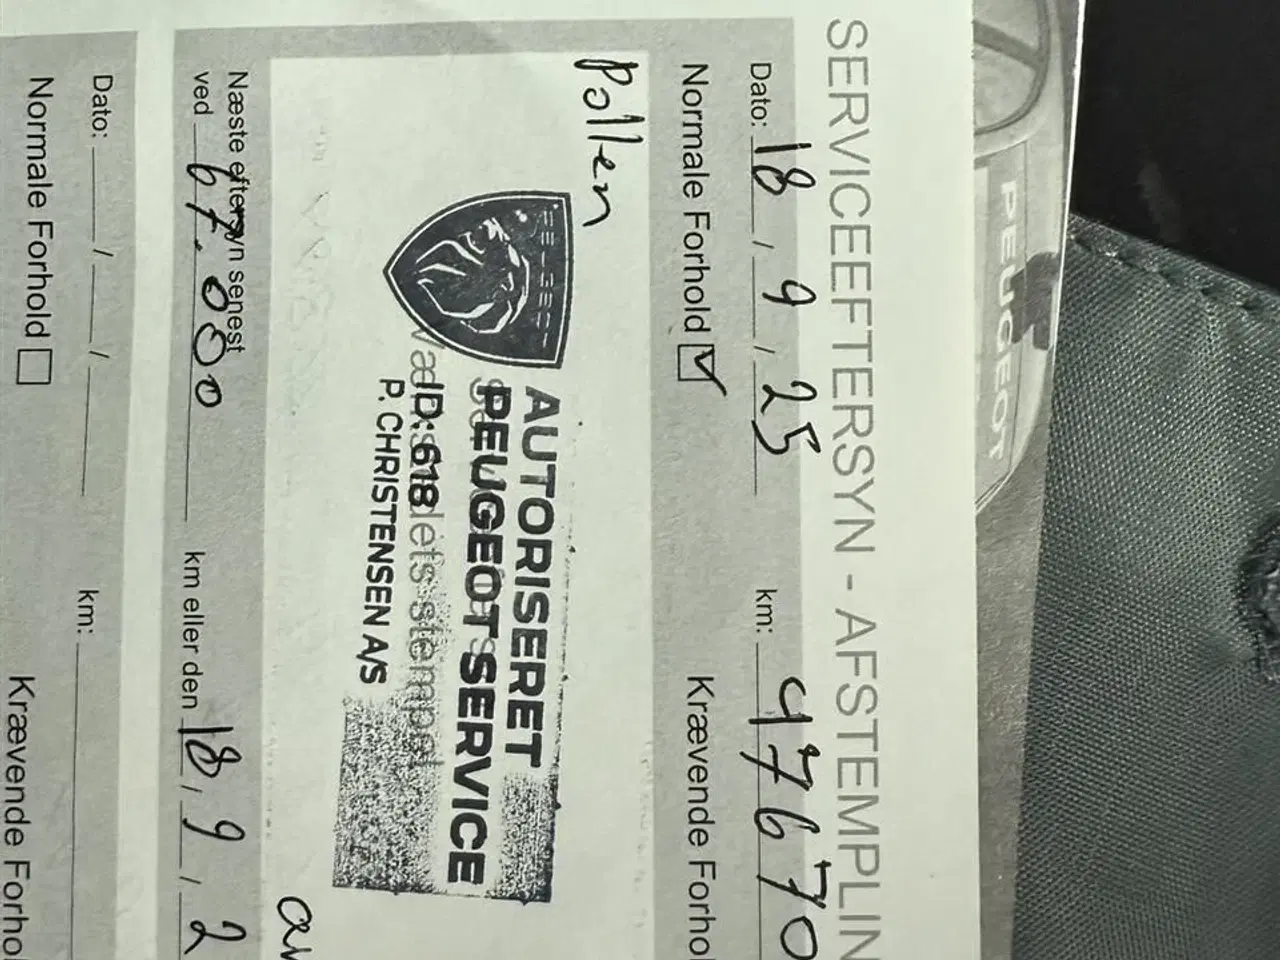 PEUGEOT
SERVICEEFTERSYN - AFSTEMPLIN
Dato: 18 / 9 / 25 km: 47670
Normale Forhold ☑ Krævende Forhol
Pollen
AUTORISERET
PEUGEOT SERVICE
ID: 618
P. CHRISTENSEN A/S
Næste eftersyn senest
ved 67.000 km eller den 18 / 9 / 2
Dato: / / km:
Normale Forhold ☐ Krævende Forhol